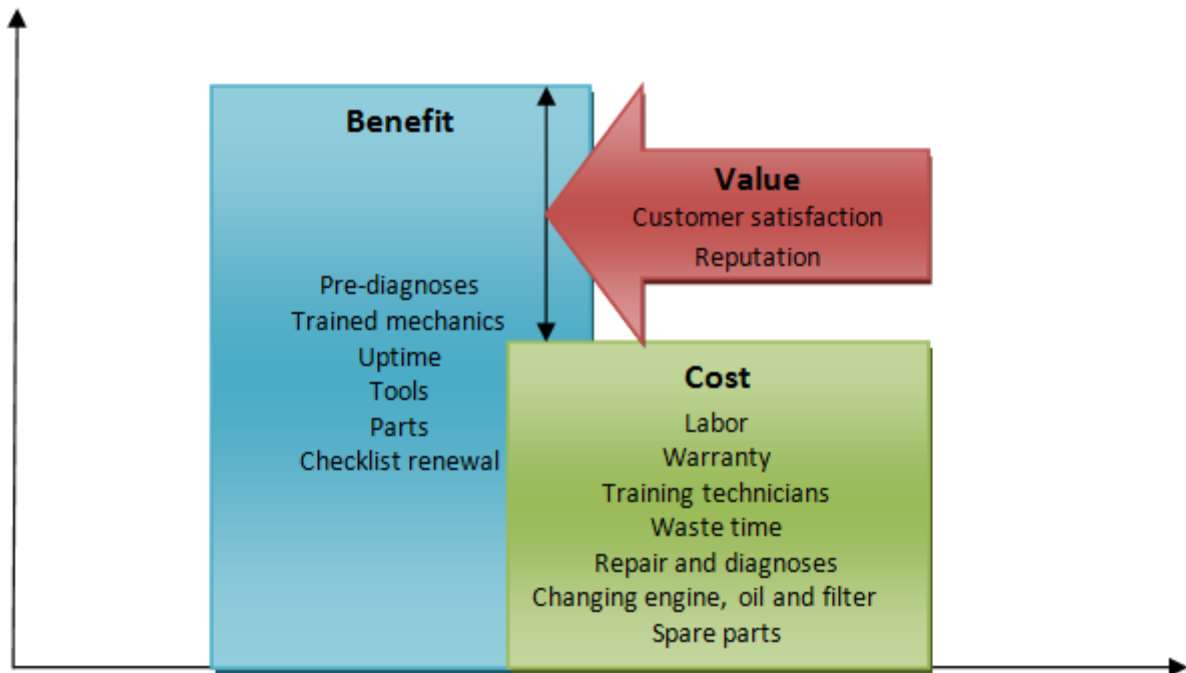 Benefit
Pre-diagnoses
Trained mechanics
Uptime
Tools
Parts
Checklist renewal
Value
Customer satisfaction
Reputation
Cost
Labor
Warranty
Training technicians
Waste time
Repair and diagnoses
Changing engine, oil and filter
Spare parts